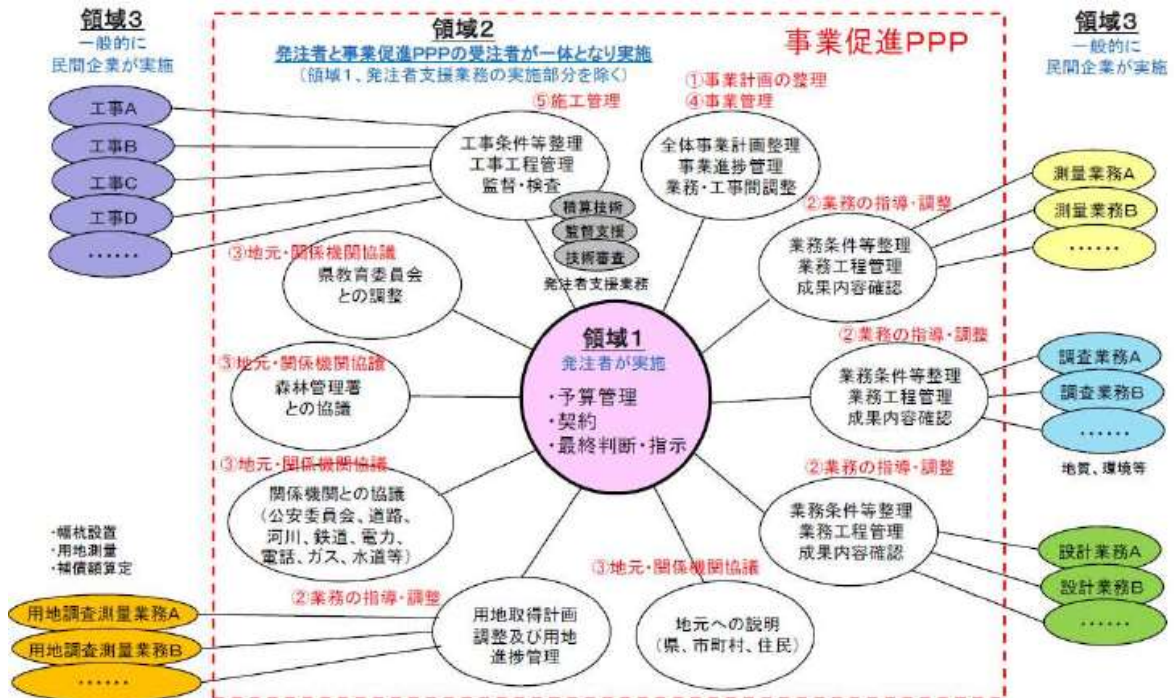 領域3
一般的に
民間企業が実施
工事A
工事B
工事C
工事D
……
領域2
発注者と事業促進PPPの受注者が一体となり実施
(領域1、発注者支援業務の実施部分を除く)
事業促進PPP
領域3
一般的に
民間企業が実施
⑤施工管理
工事条件等整理
工事工程管理
監督・検査
積算技術
監督支援
技術審査
発注者支援業務
①事業計画の整理
④事業管理
全体事業計画整理
事業進捗管理
業務・工事間調整
②業務の指導・調整
業務条件等整理
業務工程管理
成果内容確認
測量業務A
測量業務B
……
③地元・関係機関協議
県教育委員会
との調整
領域1
発注者が実施
・予算管理
・契約
・最終判断・指示
②業務の指導・調整
業務条件等整理
業務工程管理
成果内容確認
調査業務A
調査業務B
……
地質、環境等
③地元・関係機関協議
森林管理署
との協議
③地元・関係機関協議
関係機関との協議
(公安委員会、道路、
河川、鉄道、電力、
電話、ガス、水道等)
②業務の指導・調整
業務条件等整理
業務工程管理
成果内容確認
設計業務A
設計業務B
……
・幅杭設置
・用地測量
・補償額算定
用地調査測量業務A
用地調査測量業務B
……
②業務の指導・調整
用地取得計画
調整及び用地
進捗管理
③地元・関係機関協議
地元への説明
(県、市町村、住民)